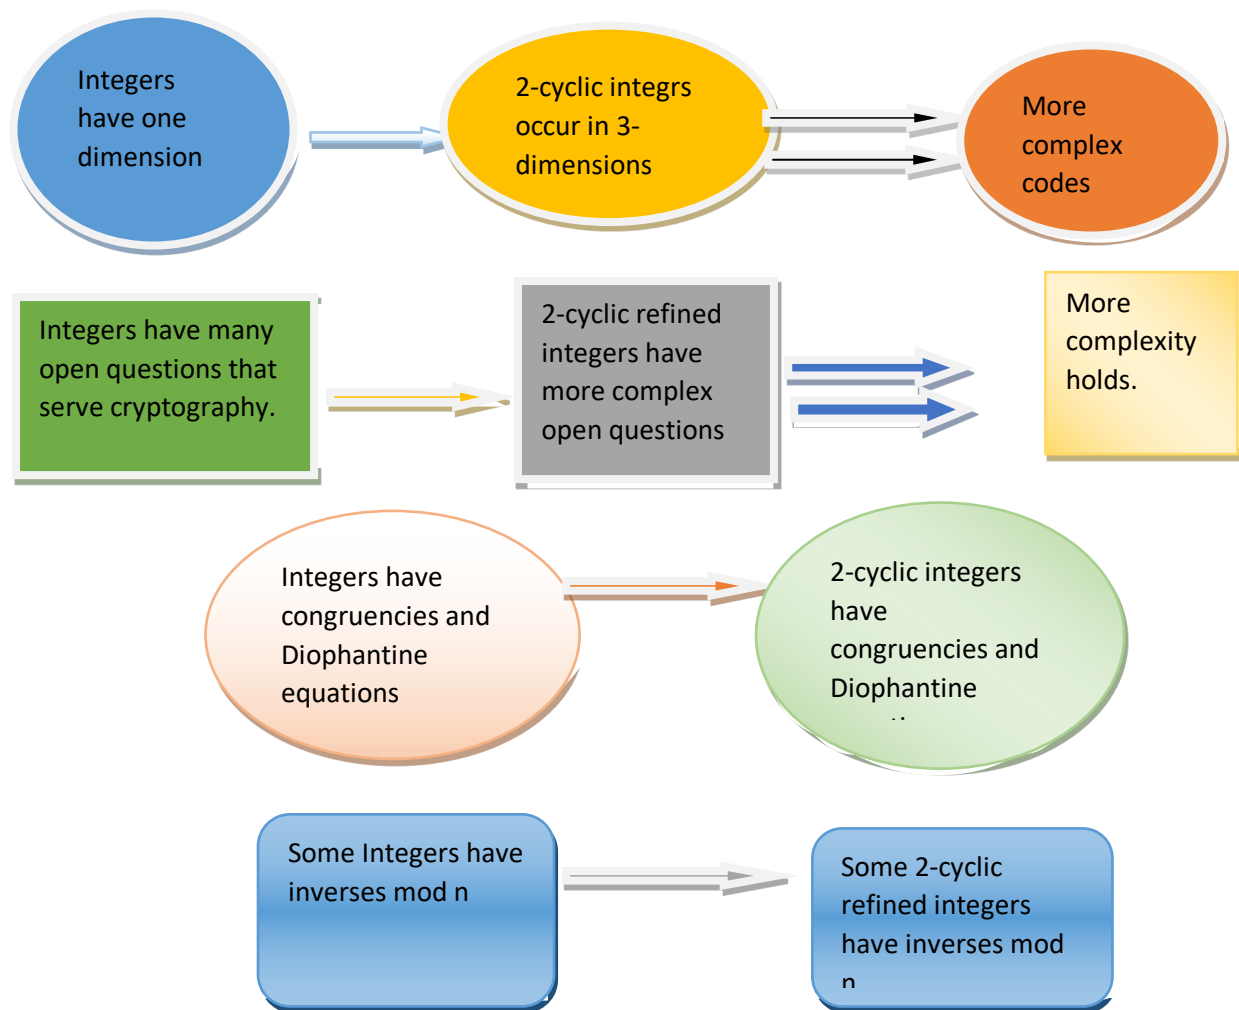 Integers
have one
dimension
2-cyclic integrs
occur in 3-
dimensions
More
complex
codes
Integers have many
open questions that
serve cryptography.
2-cyclic refined
integers have
more complex
open questions
More
complexity
holds.
Integers have
congruencies and
Diophantine
equations
2-cyclic integers
have
congruencies and
Diophantine
Some Integers have
inverses mod n
Some 2-cyclic
refined integers
have inverses mod
n